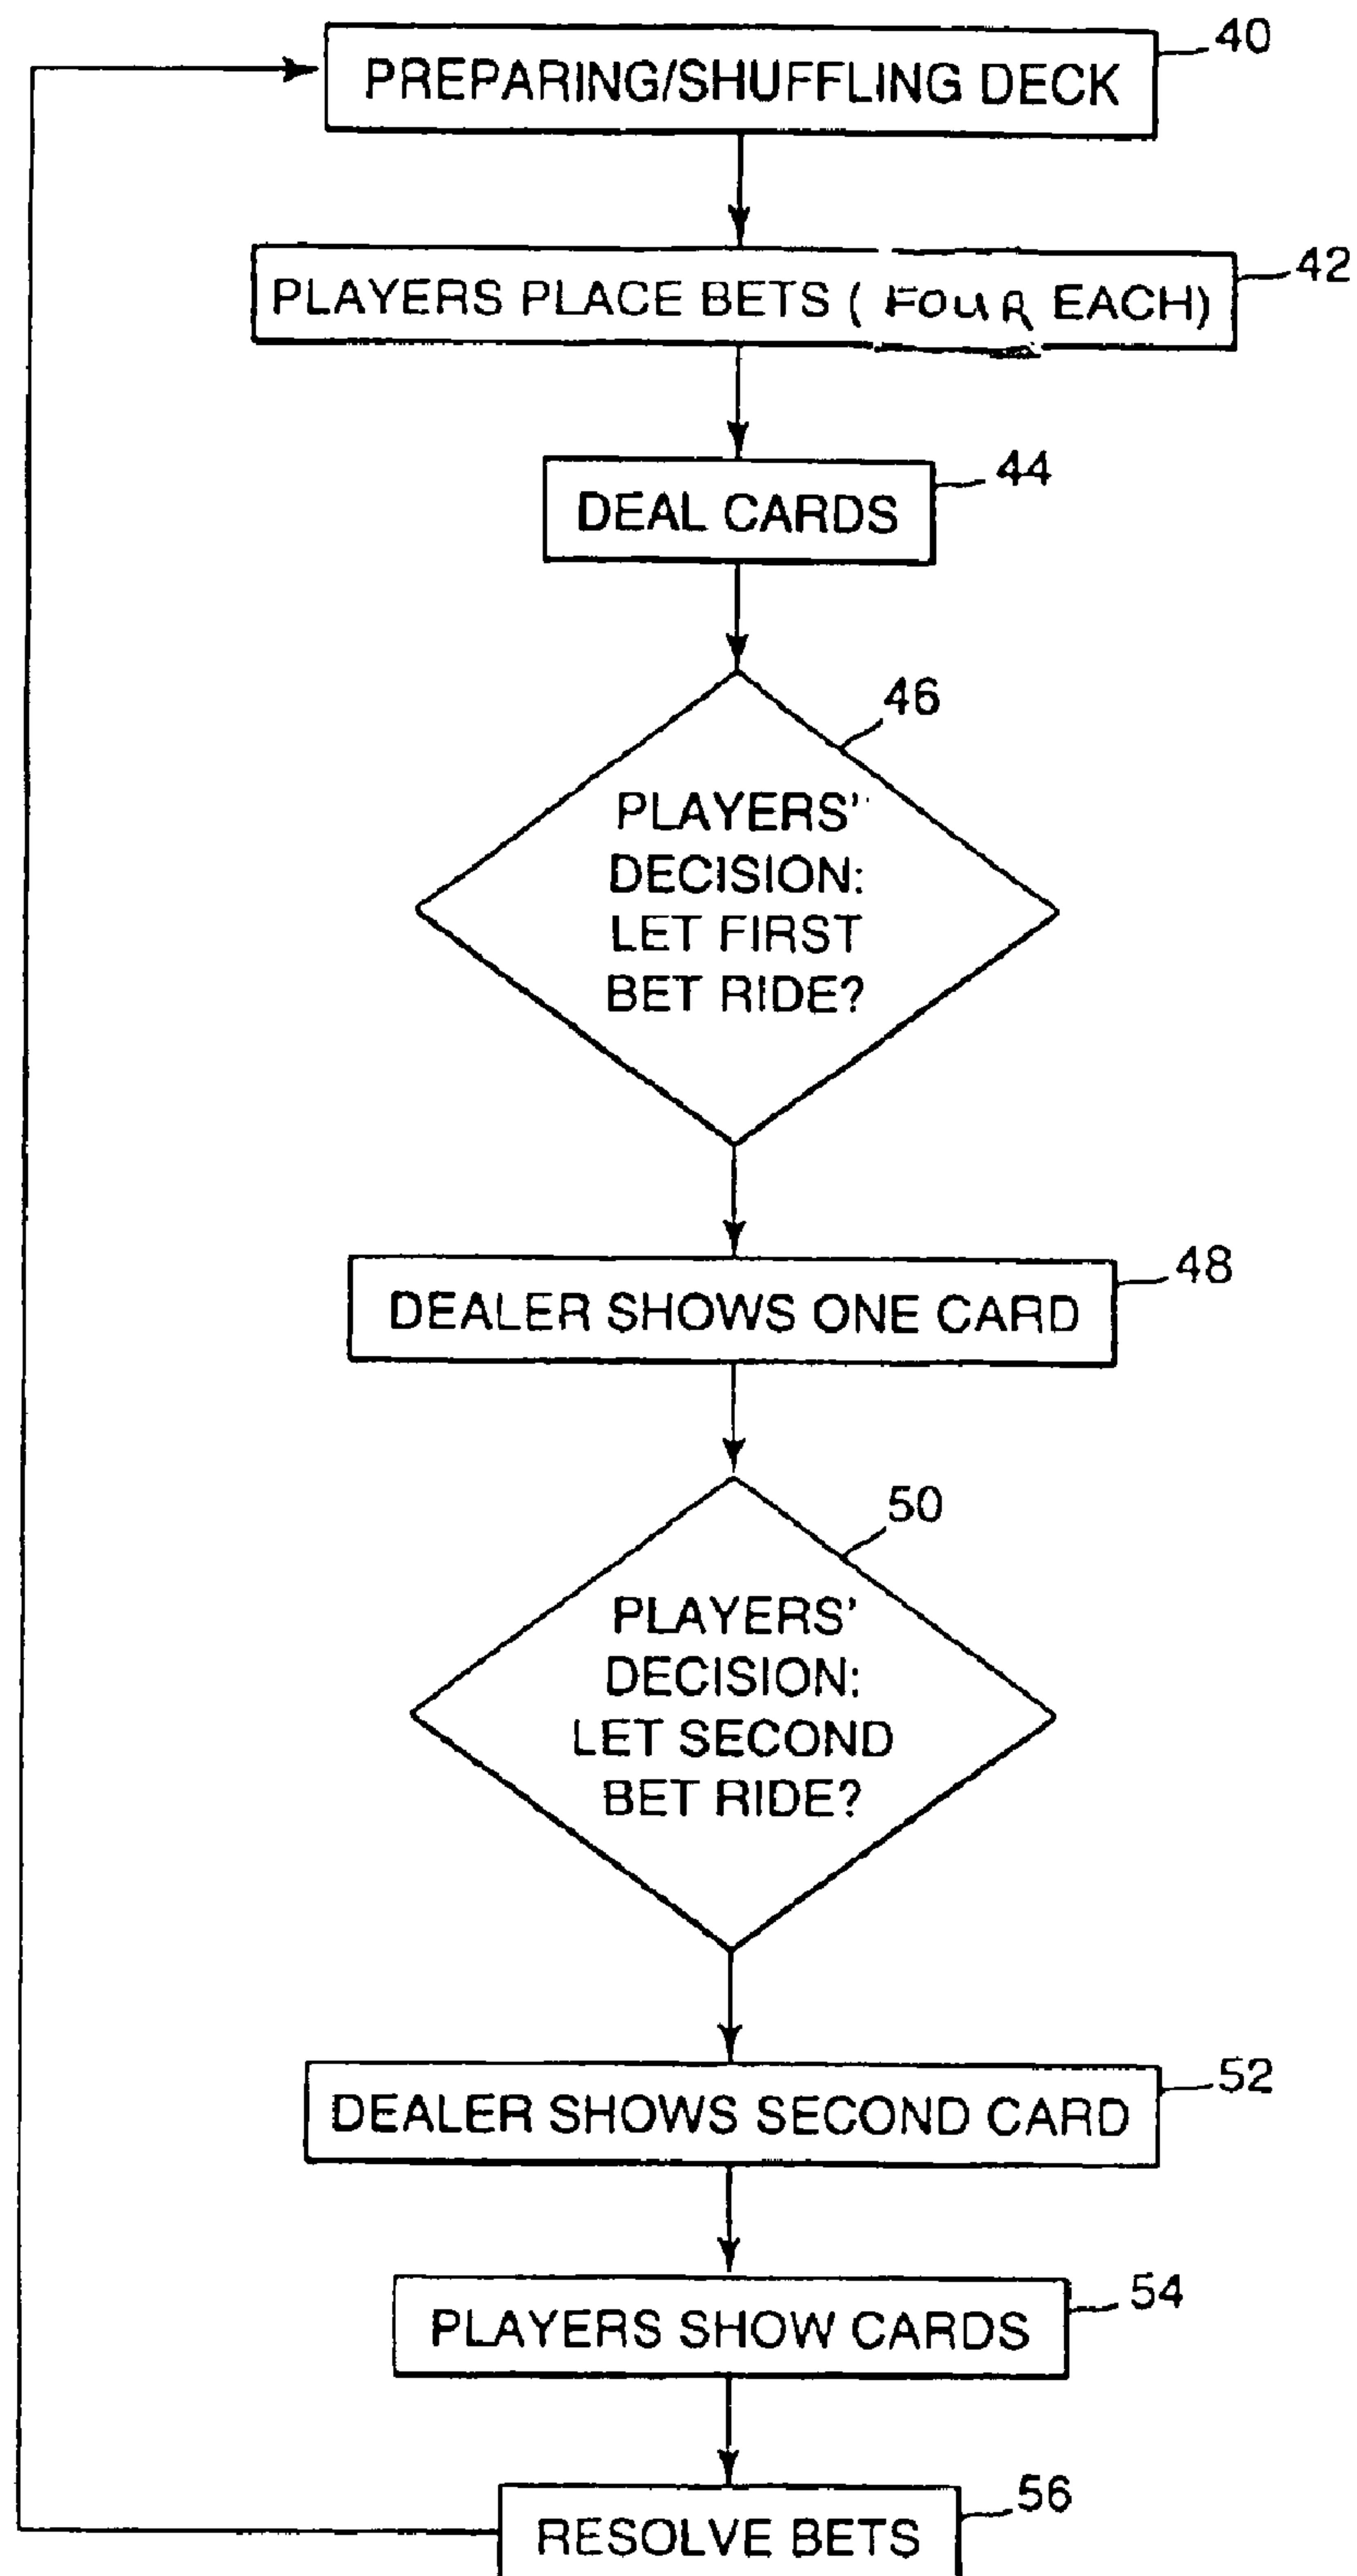 PREPARING/SHUFFLING DECK
40
PLAYERS PLACE BETS (FOUR EACH)
42
DEAL CARDS
44
46
PLAYERS'
DECISION:
LET FIRST
BET RIDE?
DEALER SHOWS ONE CARD
48
50
PLAYERS'
DECISION:
LET SECOND
BET RIDE?
DEALER SHOWS SECOND CARD
52
PLAYERS SHOW CARDS
54
RESOLVE BETS
56